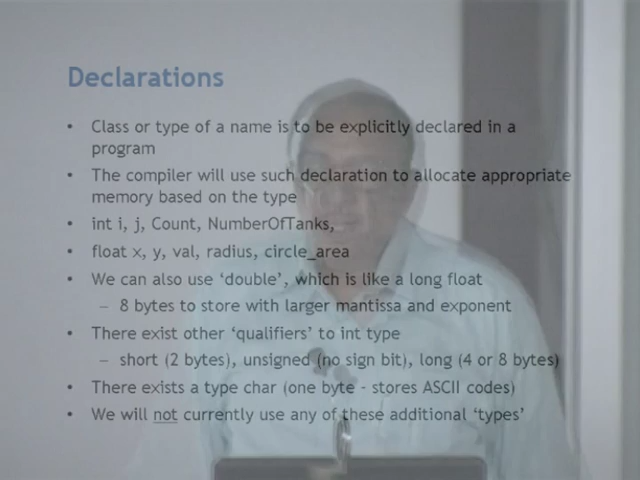 Declarations
• Class or type of a name is to be explicitly declared in a
program
• The compiler will use such declaration to allocate appropriate
memory based on the type
• int i, j, Count, NumberOfTanks,
• float x, y, val, radius, circle_area
• We can also use ‘double’, which is like a long float
– 8 bytes to store with larger mantissa and exponent
• There exist other ‘qualifiers’ to int type
– short (2 bytes), unsigned (no sign bit), long (4 or 8 bytes)
• There exists a type char (one byte - stores ASCII codes)
• We will not currently use any of these additional ‘types’